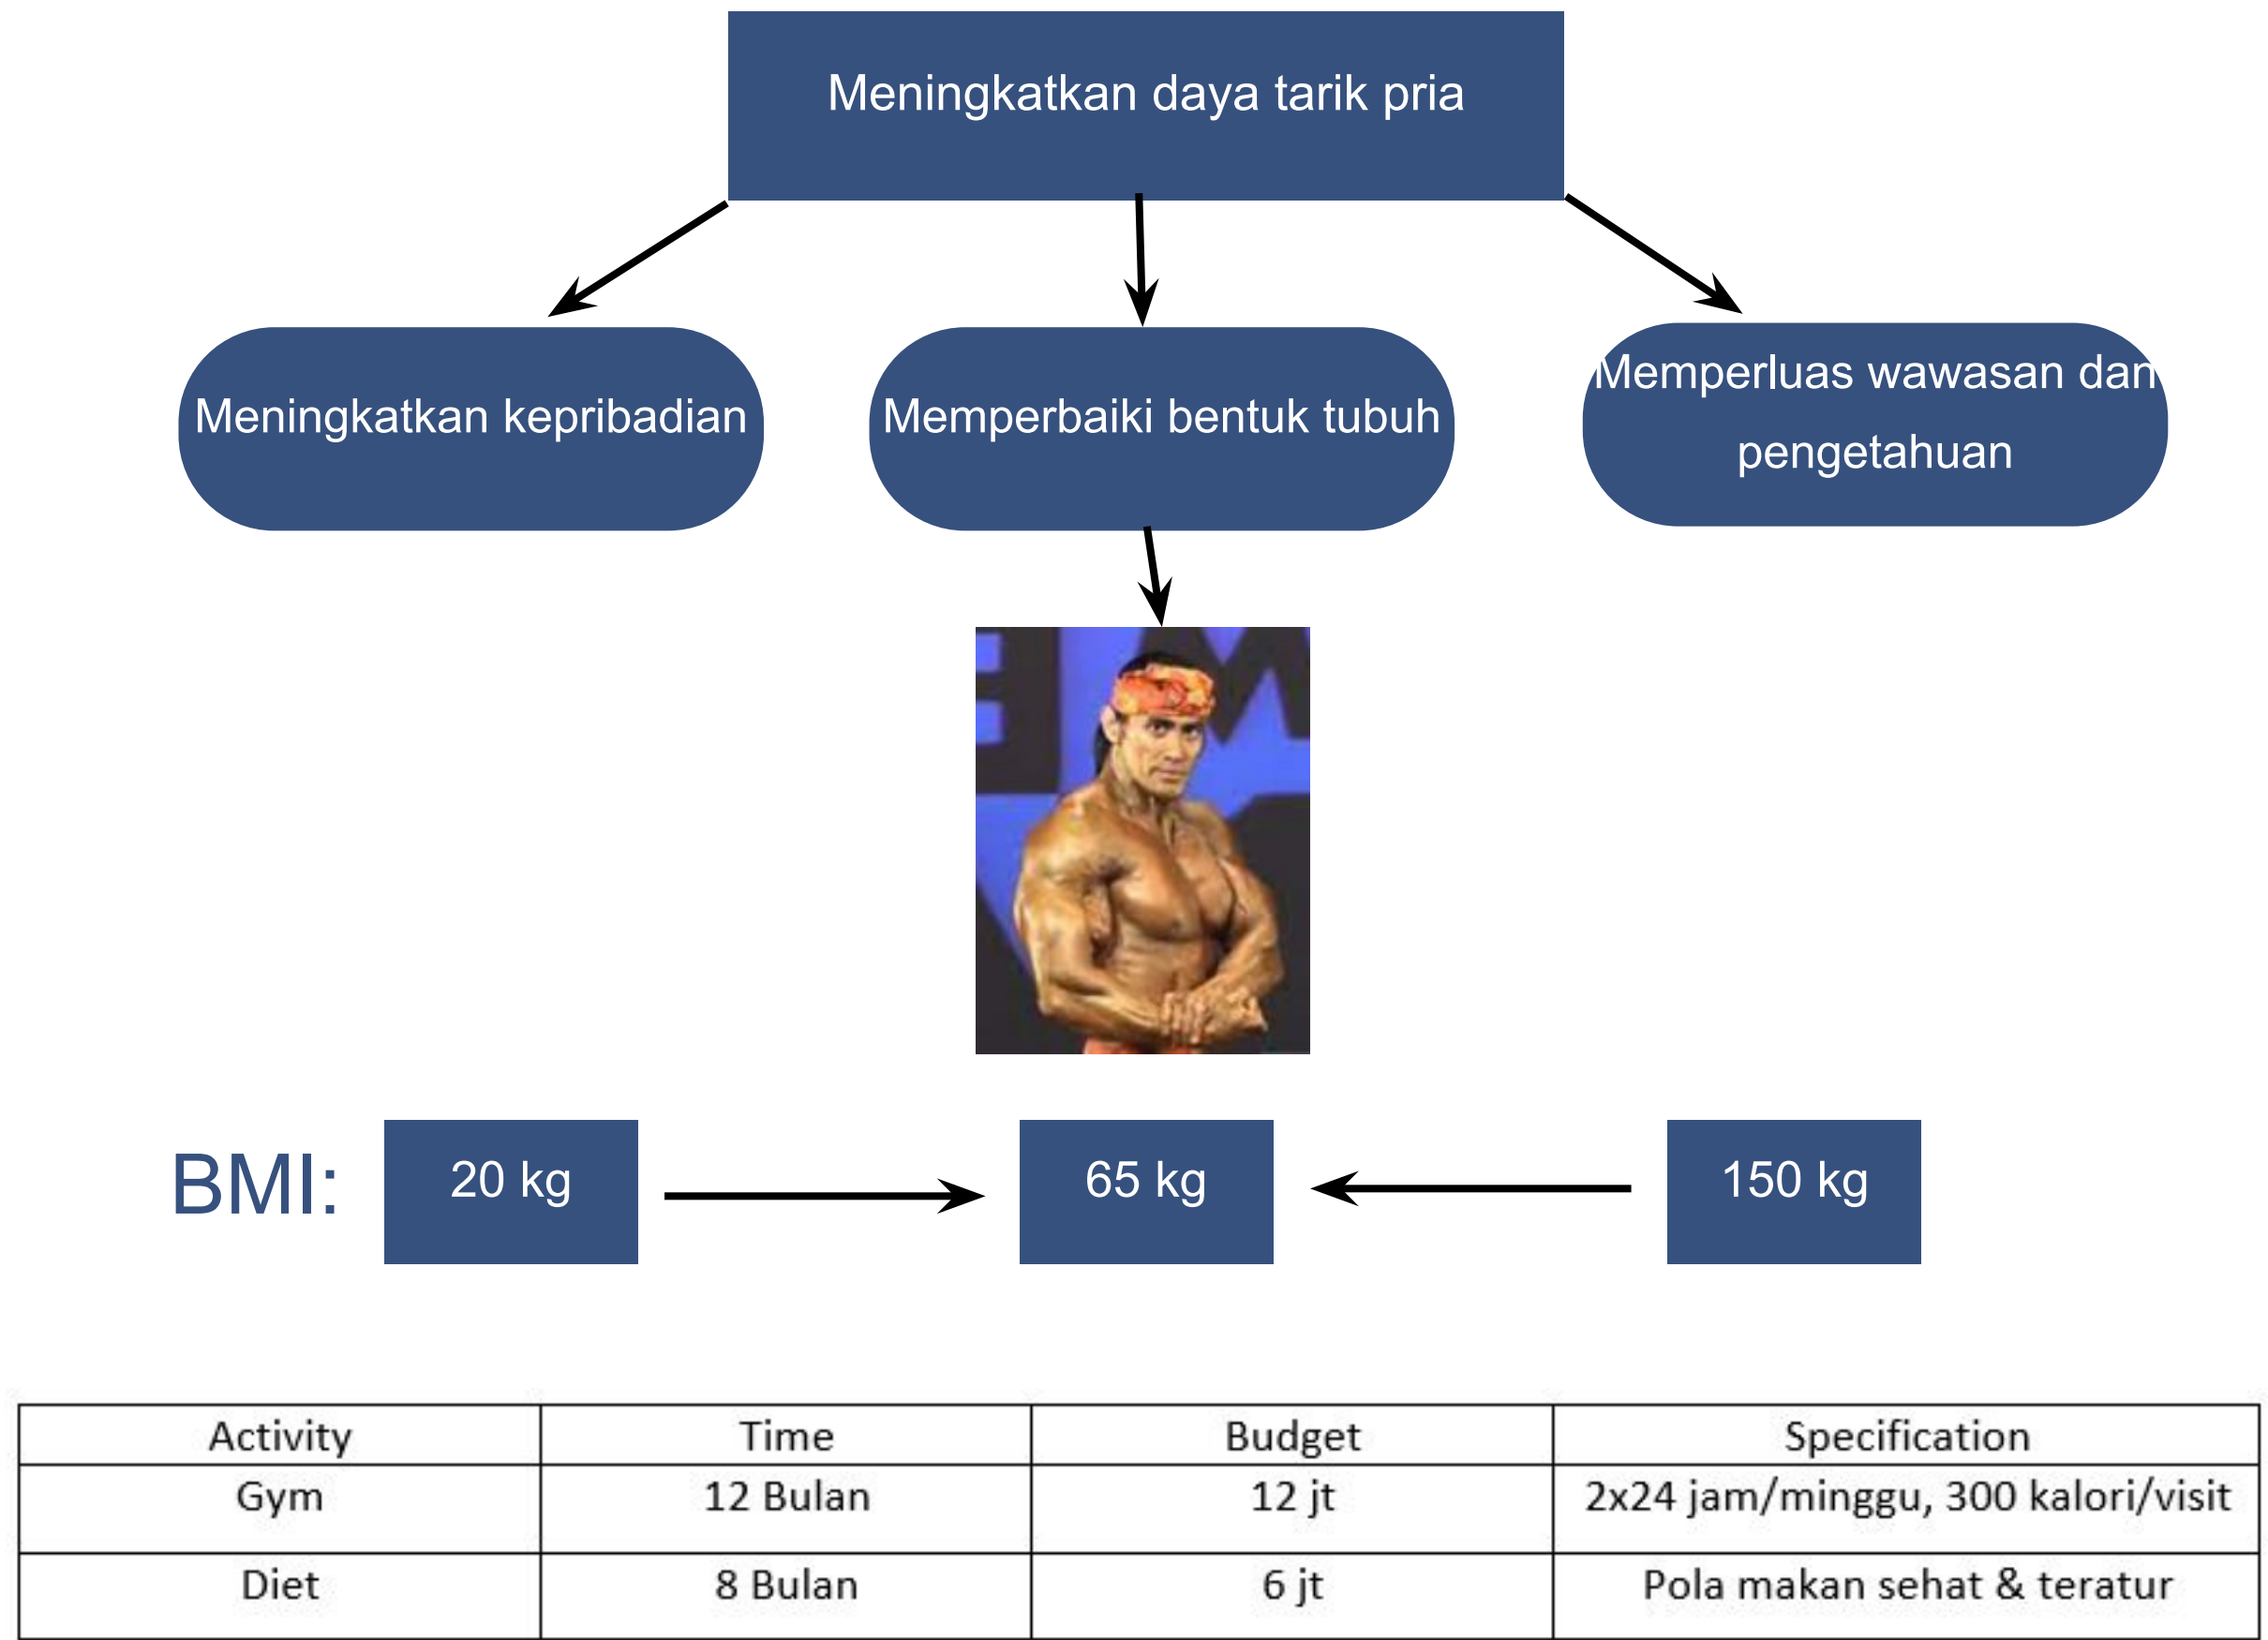 Meningkatkan daya tarik pria
Meningkatkan kepribadian
Memperbaiki bentuk tubuh
Memperluas wawasan dan
pengetahuan
BMI:
20 kg
65 kg
150 kg
Activity Time Budget Specification
Gym 12 Bulan 12 jt 2x24 jam/minggu, 300 kalori/visit
Diet 8 Bulan 6 jt Pola makan sehat & teratur